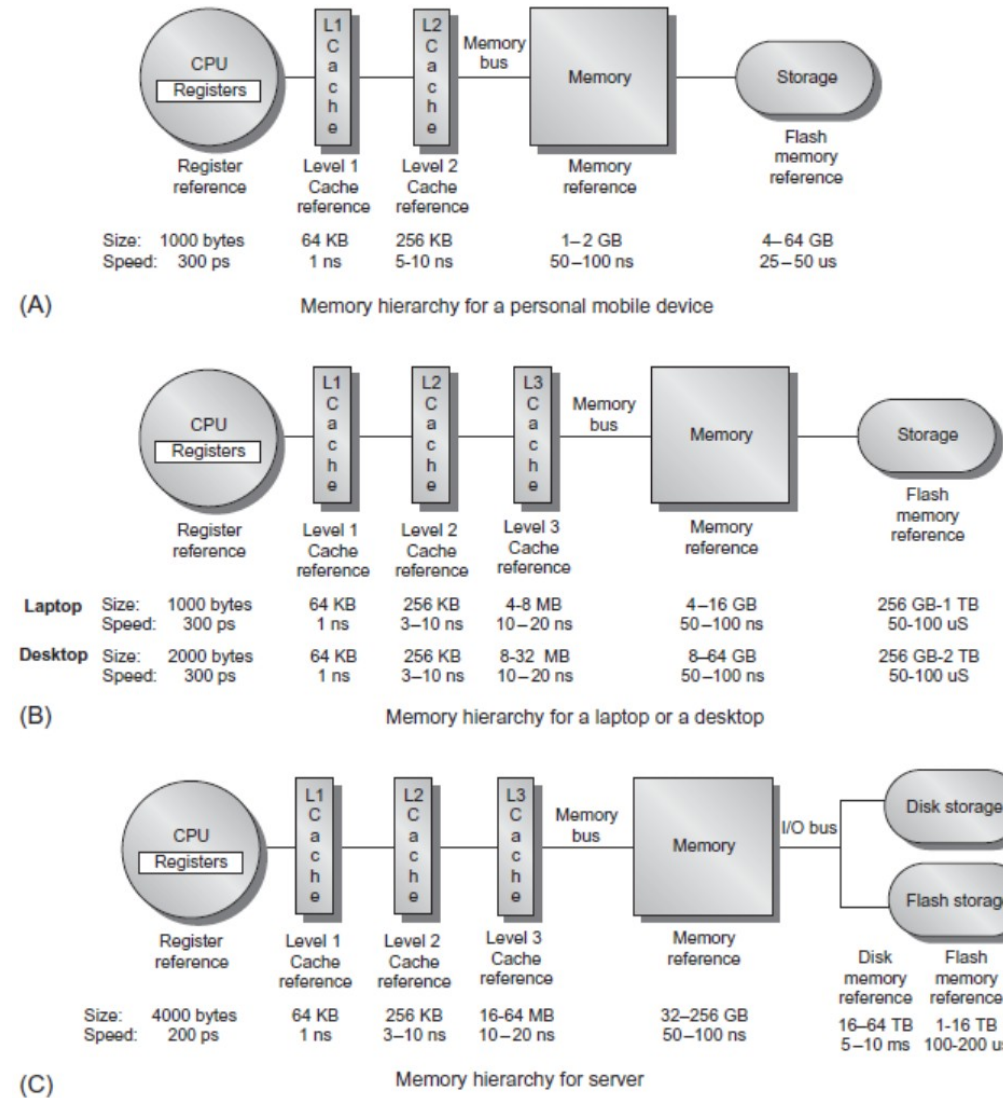 CPU
Registers
L1
C
a
c
h
e
L2
C
a
c
h
e
Memory
bus
Memory
Storage
Register
reference
Level 1
Cache
reference
Level 2
Cache
reference
Memory
reference
Flash
memory
reference
Size: 1000 bytes 64 KB 256 KB 1–2 GB 4–64 GB
Speed: 300 ps 1 ns 5-10 ns 50–100 ns 25–50 us
(A) Memory hierarchy for a personal mobile device
CPU
Registers
L1
C
a
c
h
e
L2
C
a
c
h
e
L3
C
a
c
h
e
Memory
bus
Memory
Storage
Register
reference
Level 1
Cache
reference
Level 2
Cache
reference
Level 3
Cache
reference
Memory
reference
Flash
memory
reference
Laptop Size: 1000 bytes 64 KB 256 KB 4-8 MB 4–16 GB 256 GB-1 TB
Speed: 300 ps 1 ns 3–10 ns 10–20 ns 50–100 ns 50-100 uS
Desktop Size: 2000 bytes 64 KB 256 KB 8-32 MB 8–64 GB 256 GB-2 TB
Speed: 300 ps 1 ns 3–10 ns 10–20 ns 50–100 ns 50-100 uS
(B) Memory hierarchy for a laptop or a desktop
CPU
Registers
L1
C
a
c
h
e
L2
C
a
c
h
e
L3
C
a
c
h
e
Memory
bus
Memory
I/O bus
Disk storage
Flash storage
Register
reference
Level 1
Cache
reference
Level 2
Cache
reference
Level 3
Cache
reference
Memory
reference
Disk
memory
reference
Flash
memory
reference
Size: 4000 bytes 64 KB 256 KB 16-64 MB 32–256 GB 16–64 TB 1-16 TB
Speed: 200 ps 1 ns 3–10 ns 10–20 ns 50–100 ns 5–10 ms 100-200 us
(C) Memory hierarchy for server